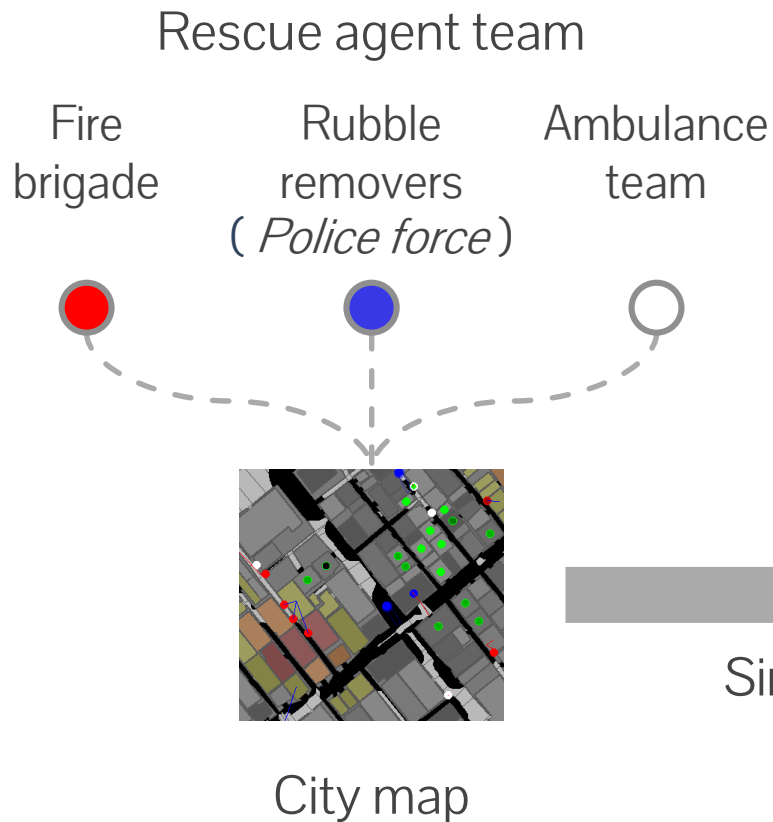 Rescue agent team
Fire
brigade
Rubble
removers
( Police force )
Ambulance
team
City map